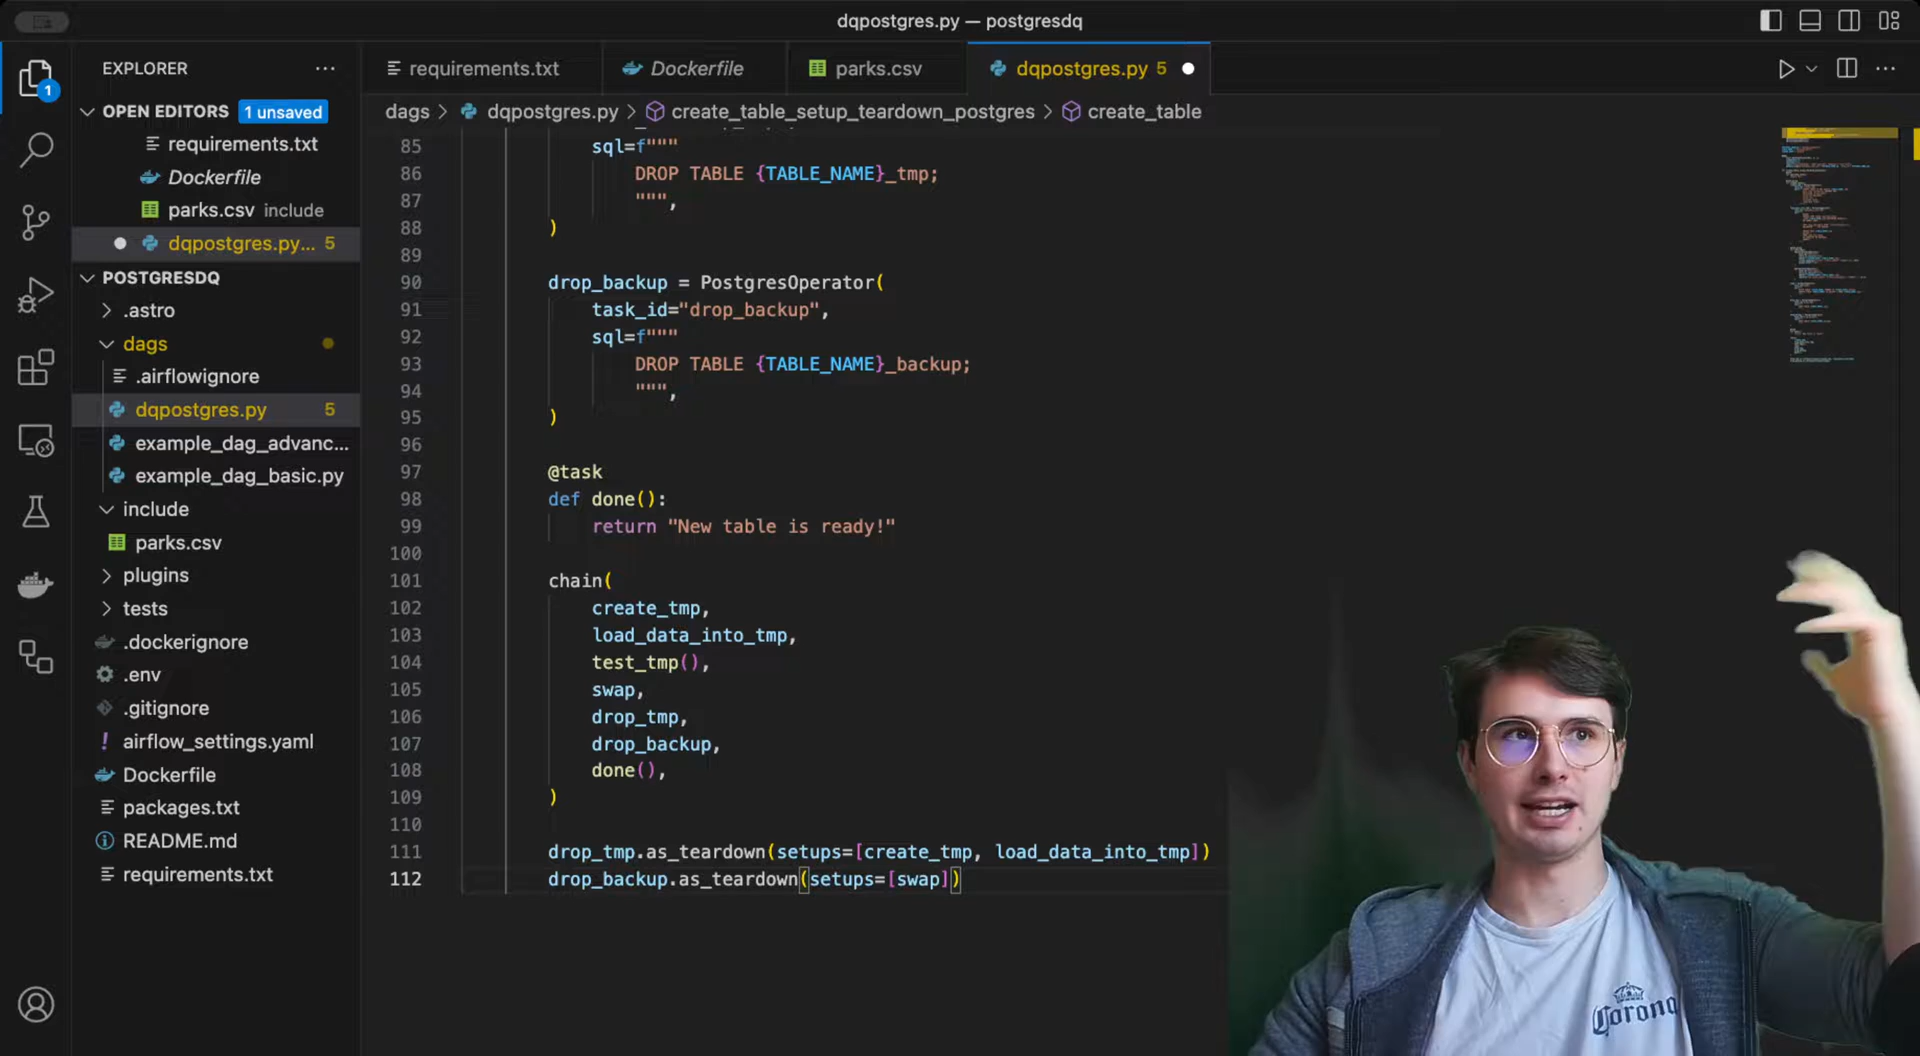 dqpostgres.py — postgresdq
EXPLORER
requirements.txt
Dockerfile
parks.csv
dqpostgres.py 5
OPEN EDITORS 1 unsaved
requirements.txt
Dockerfile
parks.csv include
dqpostgres.py... 5
POSTGRESDQ
.astro
dags
.airflowignore
dqpostgres.py 5
example_dag_advanc...
example_dag_basic.py
include
parks.csv
plugins
tests
.dockerignore
.env
.gitignore
airflow_settings.yaml
Dockerfile
packages.txt
README.md
requirements.txt
1
dags > dqpostgres.py > create_table_setup_teardown_postgres > create_table
85 sql=f"""
86 DROP TABLE {TABLE_NAME}_tmp;
87 """,
88 )
89
90 drop_backup = PostgresOperator(
91 task_id="drop_backup",
92 sql=f"""
93 DROP TABLE {TABLE_NAME}_backup;
94 """,
95 )
96
97 @task
98 def done():
99 return "New table is ready!"
100
101 chain(
102 create_tmp,
103 load_data_into_tmp,
104 test_tmp(),
105 swap,
106 drop_tmp,
107 drop_backup,
108 done(),
109 )
110
111 drop_tmp.as_teardown(setups=[create_tmp, load_data_into_tmp])
112 drop_backup.as_teardown(setups=[swap])
Corona